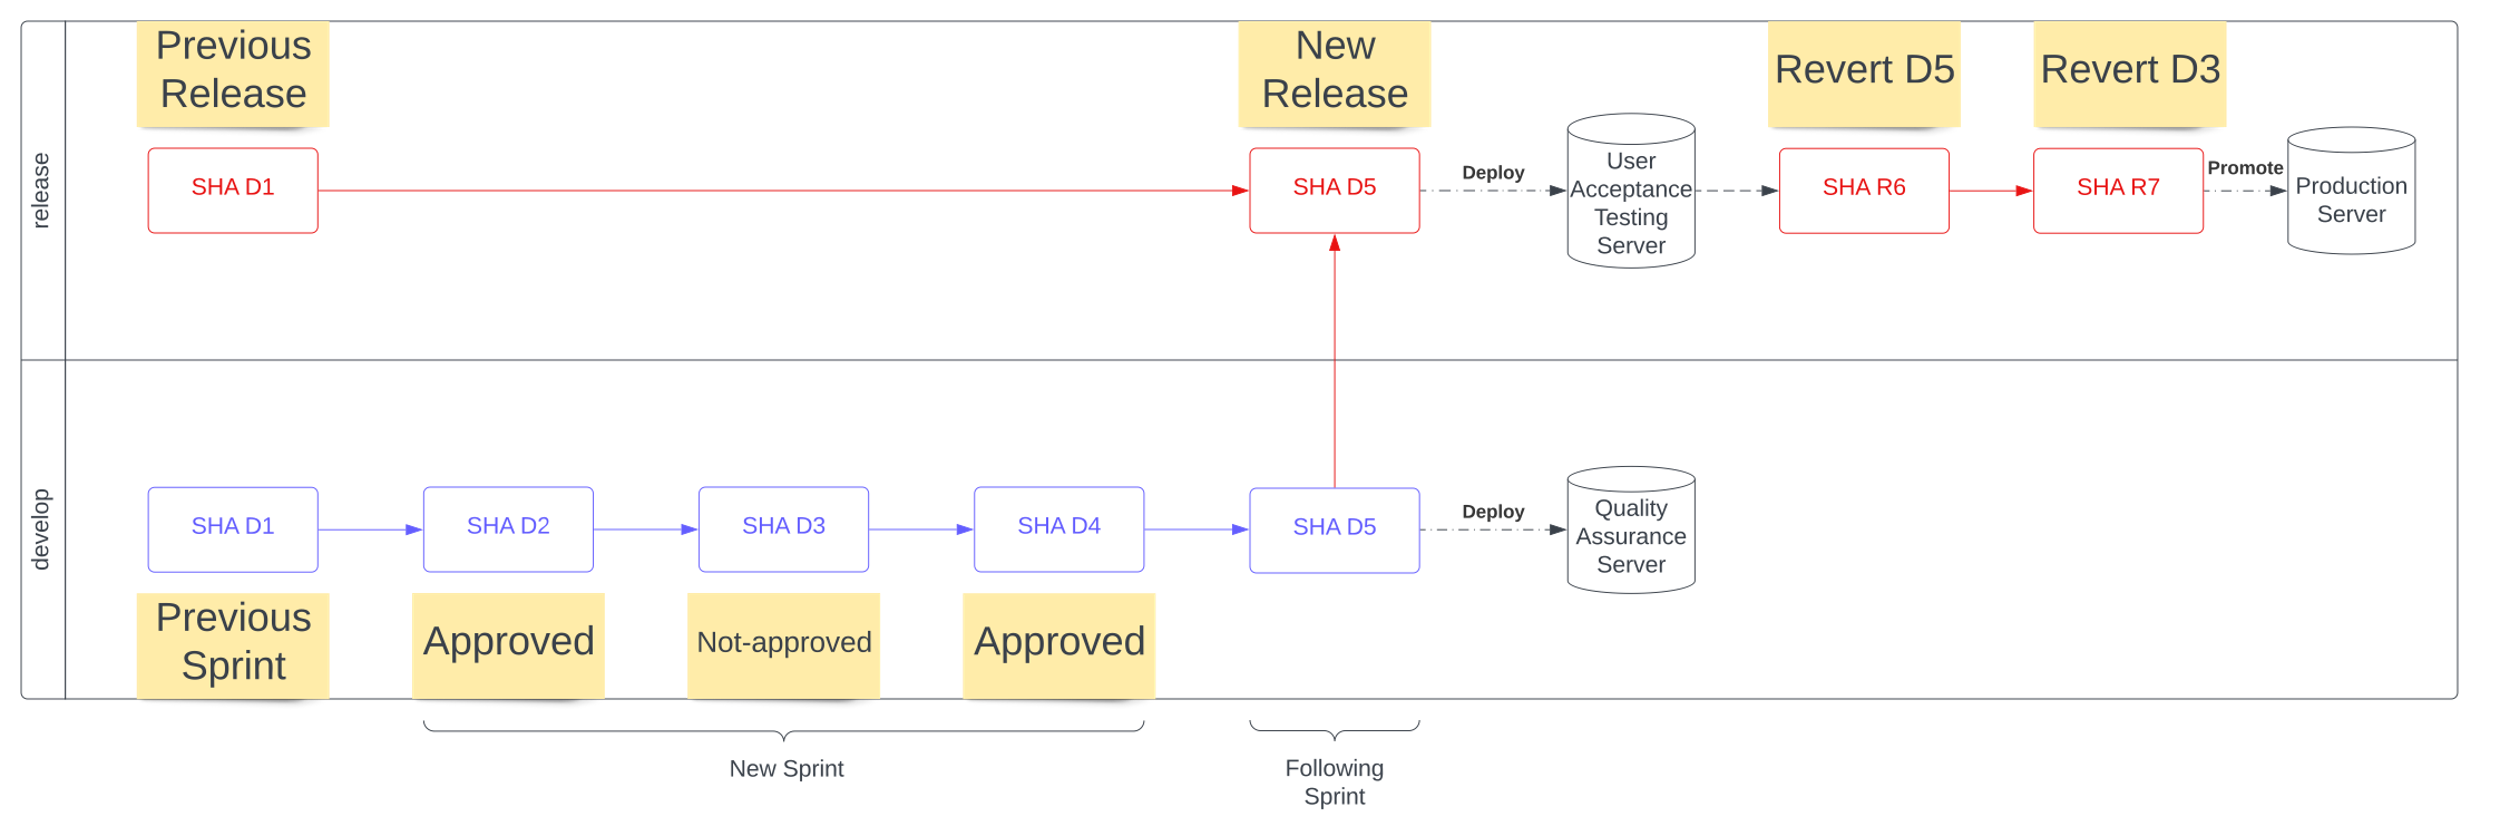 Previous
Release
New
Release
Revert D5
Revert D3
release
SHA D1
SHA D5
Deploy
User
Acceptance
Testing
Server
SHA R6
SHA R7
Promote
Production
Server
develop
SHA D1
SHA D2
SHA D3
SHA D4
SHA D5
Deploy
Quality
Assurance
Server
Previous
Sprint
Approved
Not-approved
Approved
New Sprint
Following
Sprint